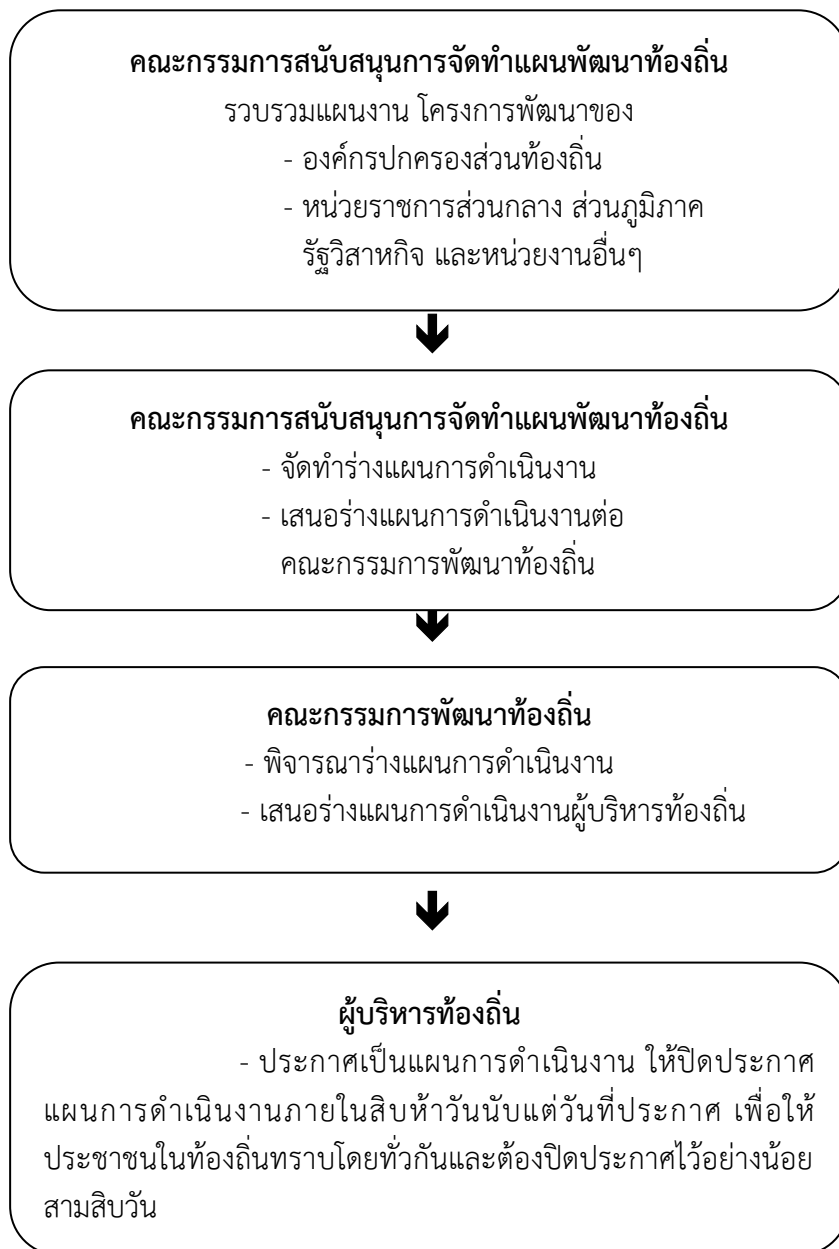 คณะกรรมการสนับสนุนการจัดทำแผนพัฒนาท้องถิ่น
รวบรวมแผนงาน โครงการพัฒนาของ
- องค์กรปกครองส่วนท้องถิ่น
- หน่วยราชการส่วนกลาง ส่วนภูมิภาค
รัฐวิสาหกิจ และหน่วยงานอื่นๆ
คณะกรรมการสนับสนุนการจัดทำแผนพัฒนาท้องถิ่น
- จัดทำร่างแผนการดำเนินงาน
- เสนอร่างแผนการดำเนินงานต่อ
คณะกรรมการพัฒนาท้องถิ่น
คณะกรรมการพัฒนาท้องถิ่น
- พิจารณาร่างแผนการดำเนินงาน
- เสนอร่างแผนการดำเนินงานผู้บริหารท้องถิ่น
ผู้บริหารท้องถิ่น
- ประกาศเป็นแผนการดำเนินงาน ให้ปิดประกาศ
แผนการดำเนินงานภายในสิบห้าวันนับแต่วันที่ประกาศ เพื่อให้
ประชาชนในท้องถิ่นทราบโดยทั่วกันและต้องปิดประกาศไว้อย่างน้อย
สามสิบวัน